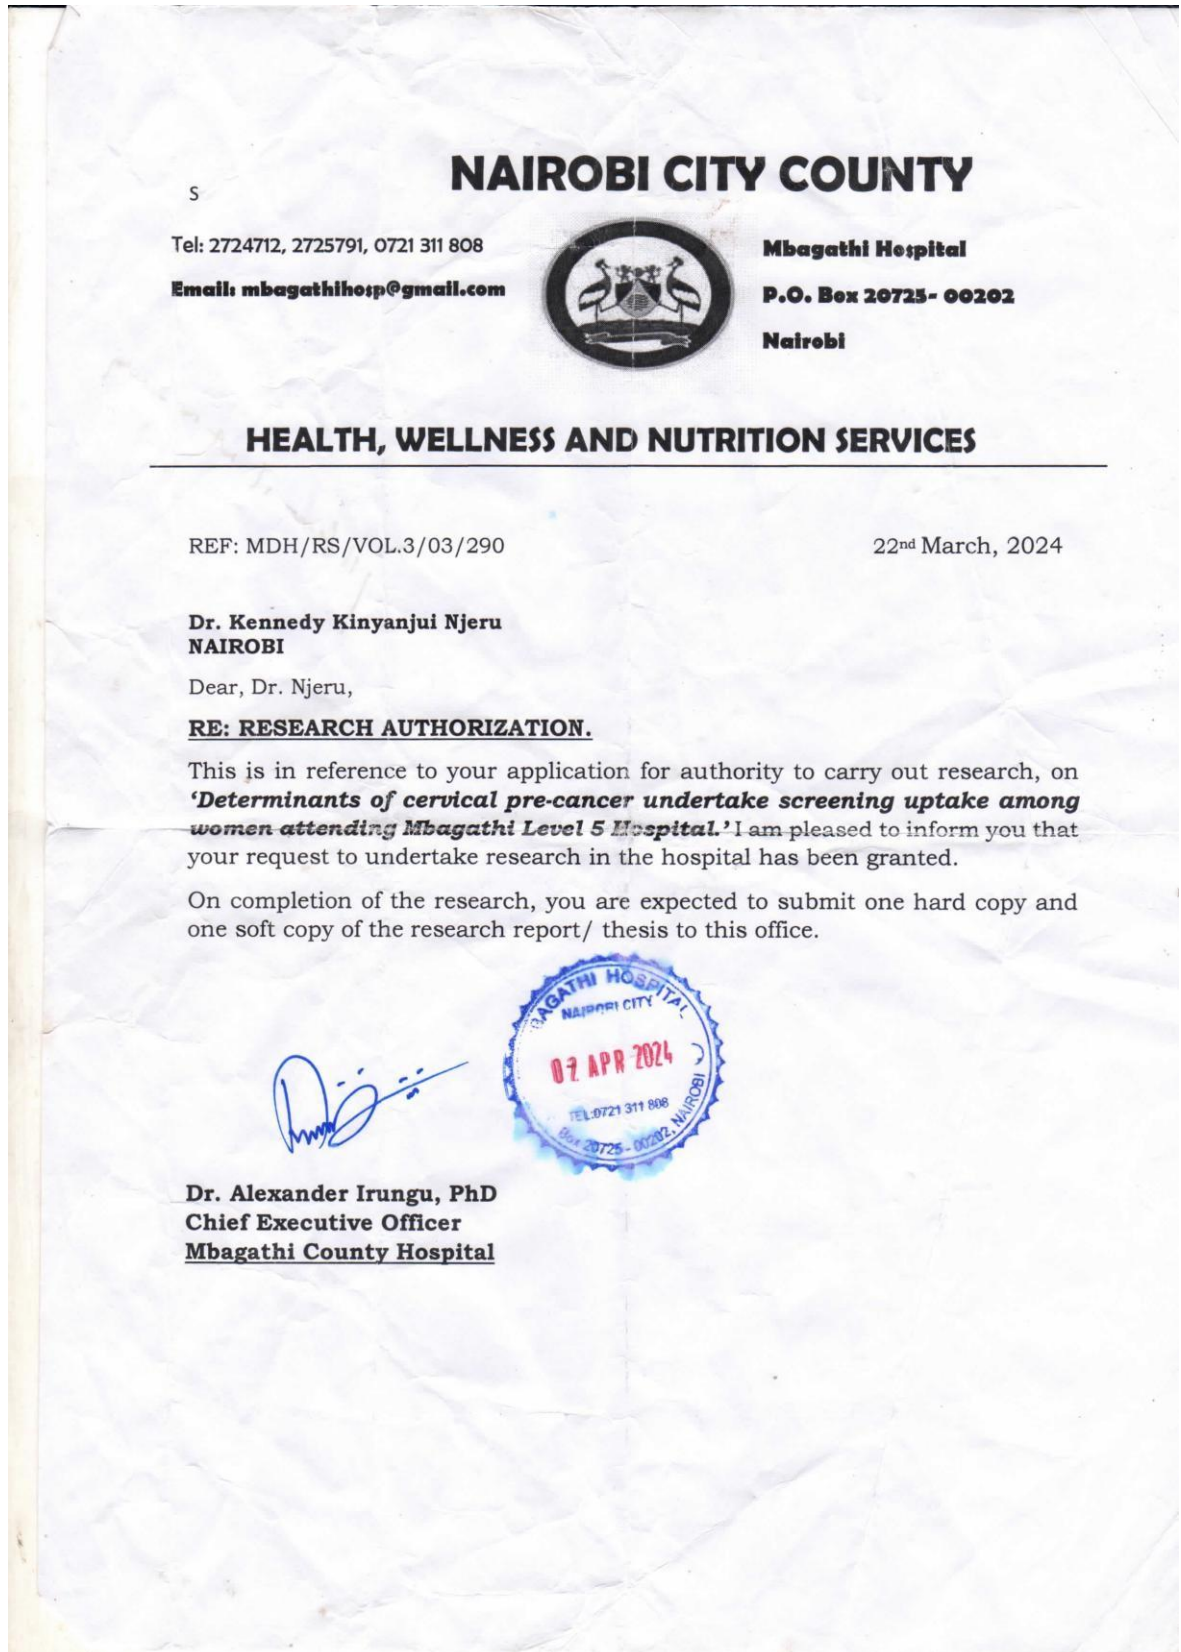 NAIROBI CITY COUNTY
S
Tel: 2724712, 2725791, 0721 311 808
Email: mbagathihosp@gmail.com
Mbagathi Hospital
P.O. Box 20725- 00202
Nairobi
HEALTH, WELLNESS AND NUTRITION SERVICES
REF: MDH/RS/VOL.3/03/290 22nd March, 2024
Dr. Kennedy Kinyanjui Njeru
NAIROBI
Dear, Dr. Njeru,
RE: RESEARCH AUTHORIZATION.
This is in reference to your application for authority to carry out research, on
‘Determinants of cervical pre-cancer undertake screening uptake among
women attending Mbagathi Level 5 Hospital.’ I am pleased to inform you that
your request to undertake research in the hospital has been granted.
On completion of the research, you are expected to submit one hard copy and
one soft copy of the research report/ thesis to this office.
BAGATHI HOSPITAL
NAIROBI CITY
APR 2024
TEL:0721 311 808
Box 20725 - 00202, NAIROBI
Dr. Alexander Irungu, PhD
Chief Executive Officer
Mbagathi County Hospital